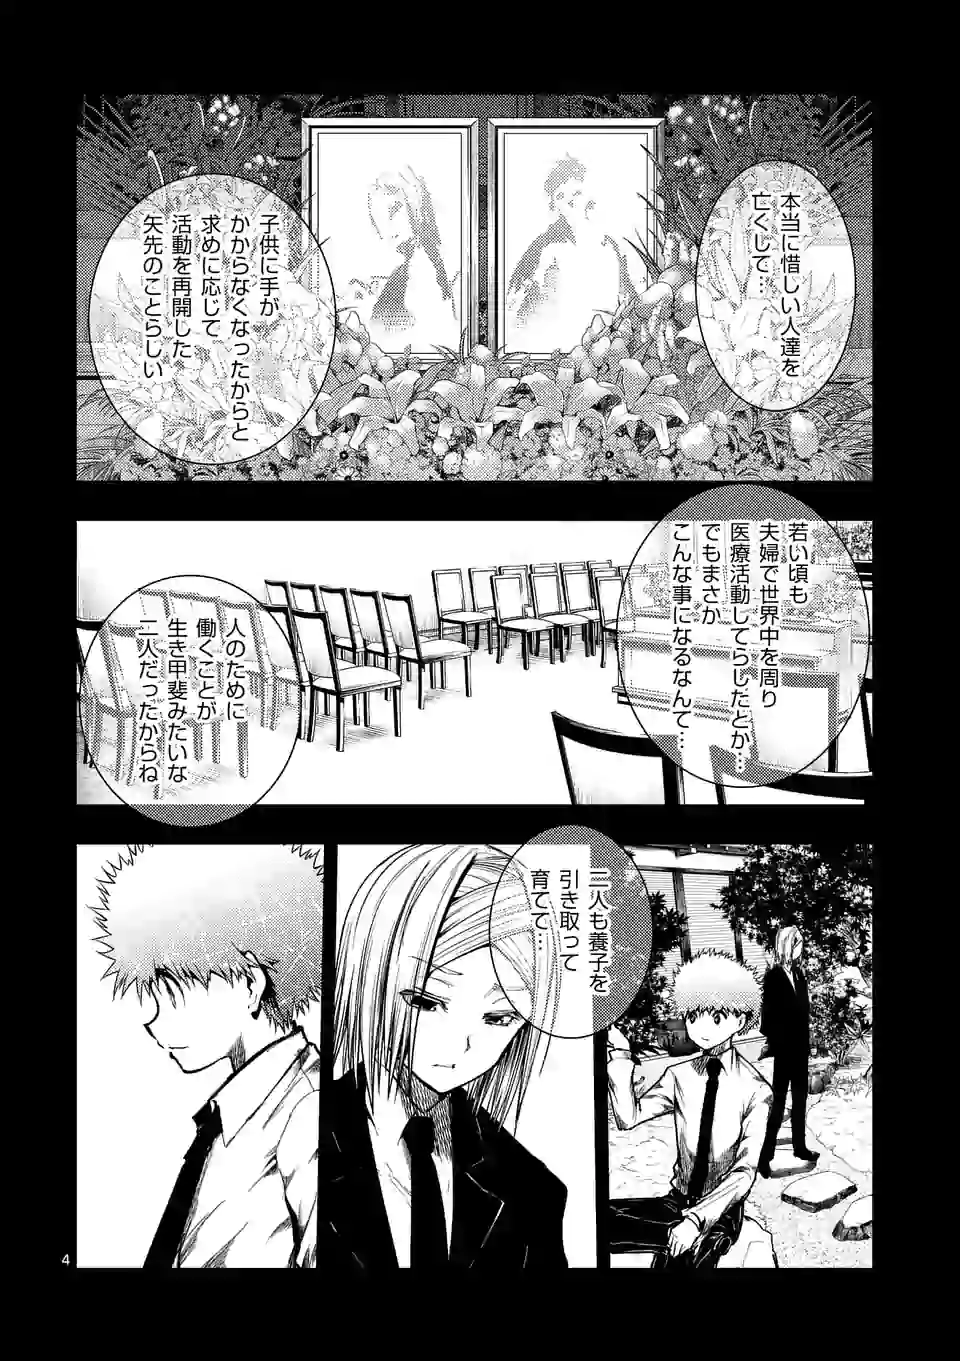 本当に惜しい人達を
亡くして…
子供に手が
かからなくなったからと
求めに応じて
活動を再開した
矢先のことらしい
若い頃も
夫婦で世界中を周り
医療活動してらしたとか…
でもまさか
こんな事になるなんて…
人のために
働くことが
生き甲斐みたいな
二人だったからね
二人も養子を
引き取って
育てて…
4